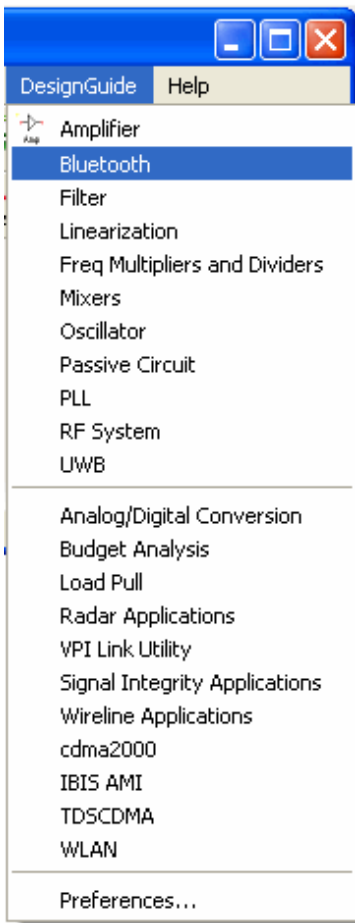 DesignGuide Help
Amplifier
Bluetooth
Filter
Linearization
Freq Multipliers and Dividers
Mixers
Oscillator
Passive Circuit
PLL
RF System
UWB
Analog/Digital Conversion
Budget Analysis
Load Pull
Radar Applications
VPI Link Utility
Signal Integrity Applications
Wireline Applications
cdma2000
IBIS AMI
TDSCDMA
WLAN
Preferences...